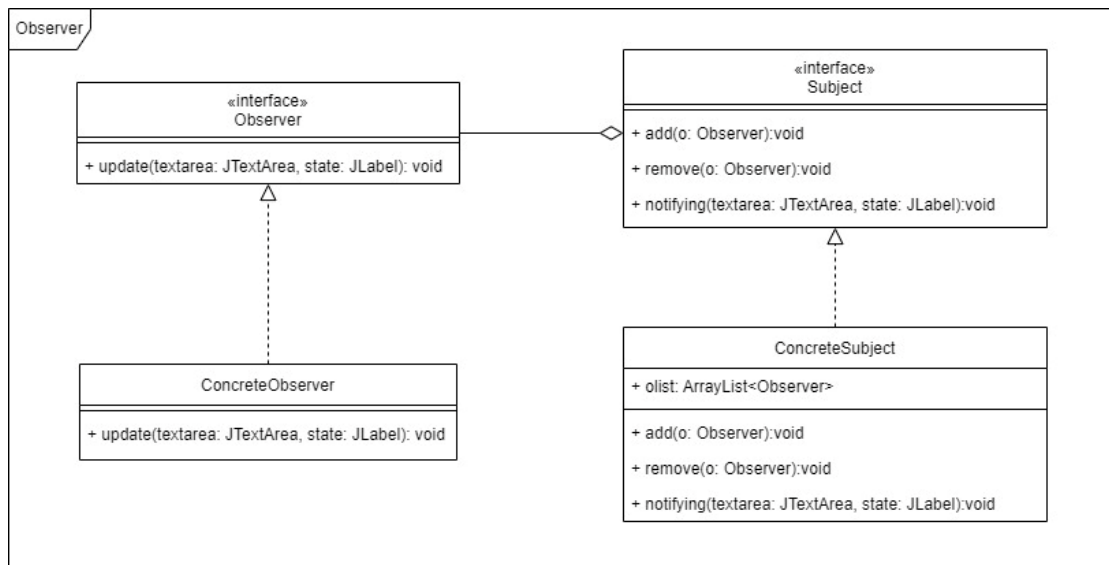 Observer
«interface»
Observer
+ update(textarea: JTextArea, state: JLabel): void
«interface»
Subject
+ add(o: Observer):void
+ remove(o: Observer):void
+ notifying(textarea: JTextArea, state: JLabel):void
ConcreteObserver
+ update(textarea: JTextArea, state: JLabel): void
ConcreteSubject
+ olist: ArrayList<Observer>
+ add(o: Observer):void
+ remove(o: Observer):void
+ notifying(textarea: JTextArea, state: JLabel):void